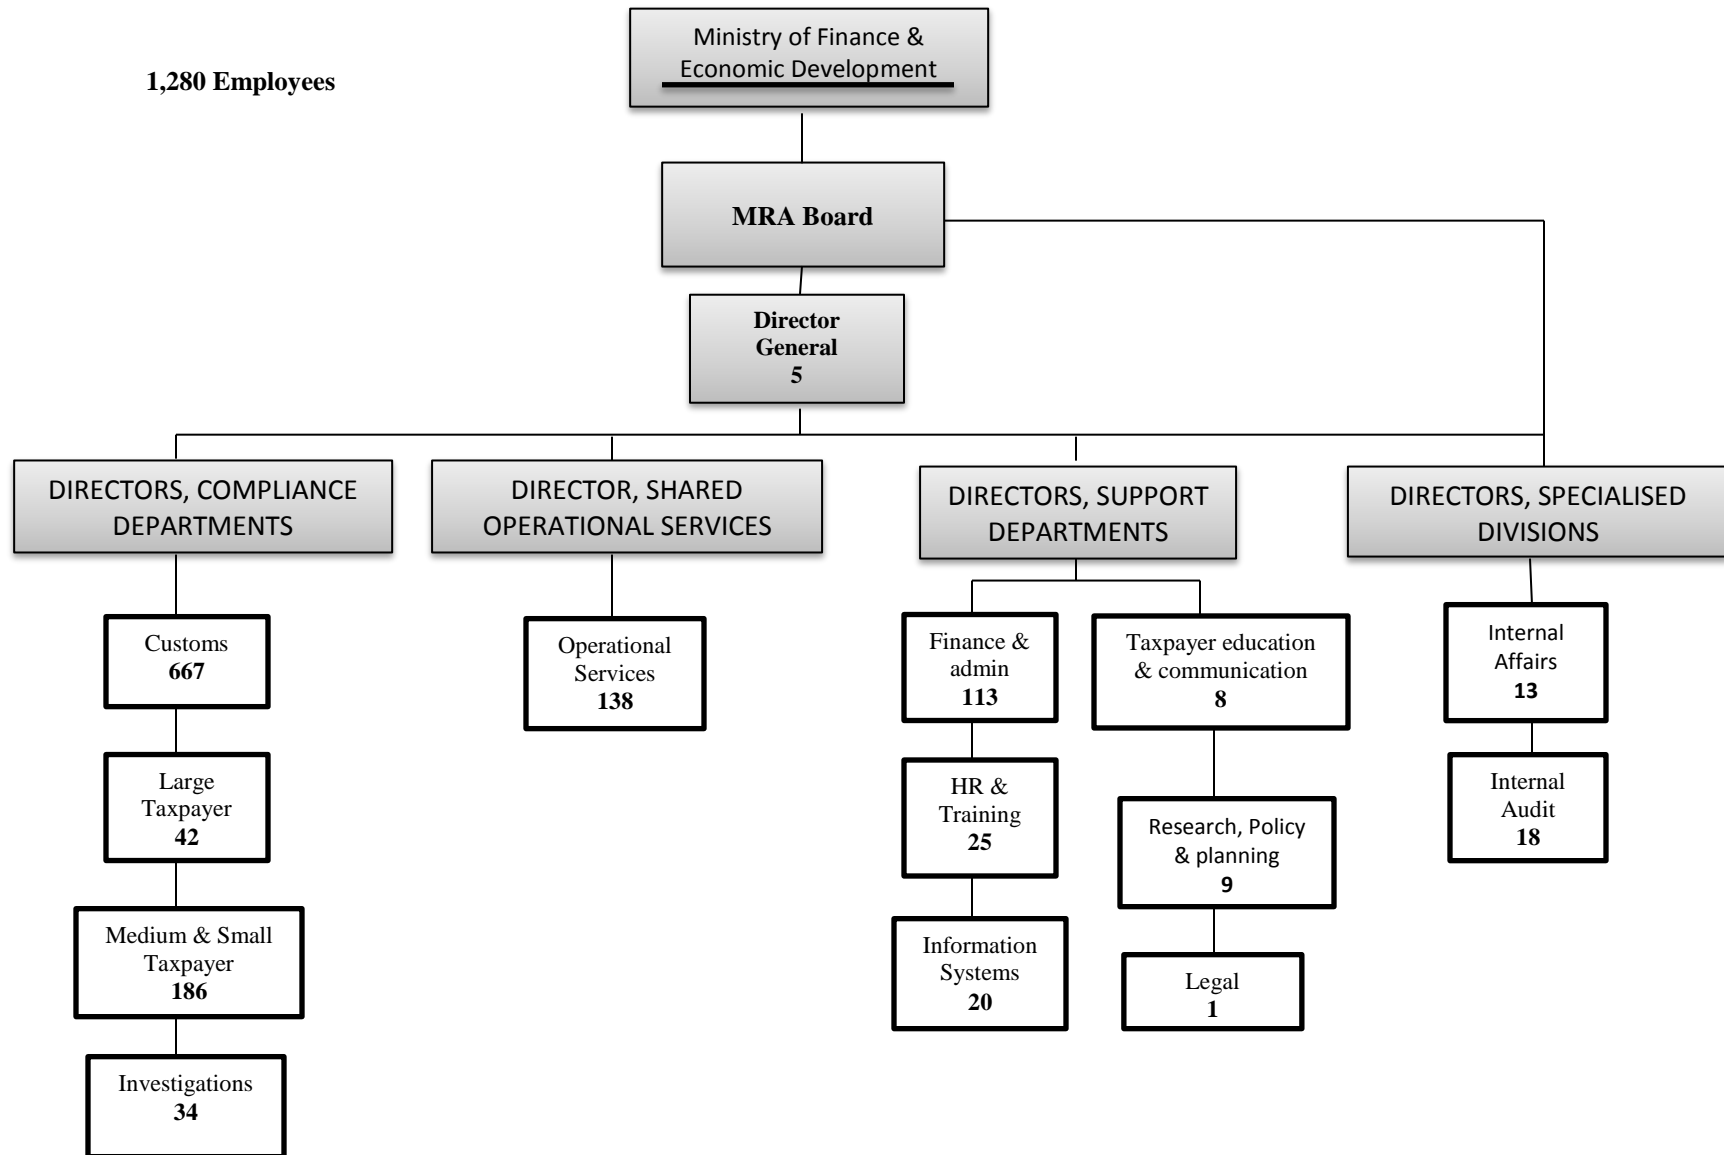 Ministry of Finance &
Economic Development
1,280 Employees
MRA Board
Director
General
5
DIRECTORS, COMPLIANCE
DEPARTMENTS
DIRECTOR, SHARED
OPERATIONAL SERVICES
DIRECTORS, SUPPORT
DEPARTMENTS
DIRECTORS, SPECIALISED
DIVISIONS
Customs
667
Large
Taxpayer
42
Medium & Small
Taxpayer
186
Investigations
34
Operational
Services
138
Finance &
admin
113
HR &
Training
25
Information
Systems
20
Taxpayer education
& communication
8
Research, Policy
& planning
9
Legal
1
Internal
Affairs
13
Internal
Audit
18